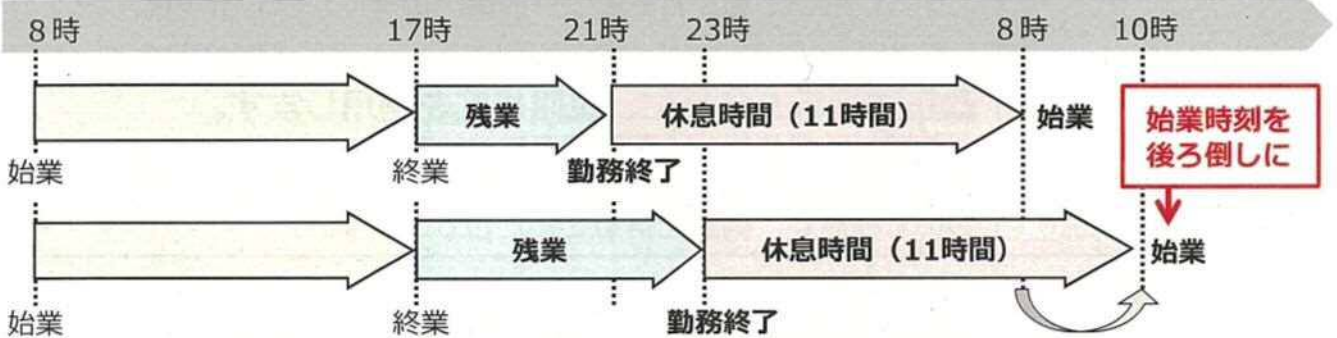 8時 17時 21時 23時 8時 10時
残業 休息時間（11時間） 始業
始業時刻を
後ろ倒しに
始業 終業 勤務終了
残業 休息時間（11時間） 始業
始業 終業 勤務終了